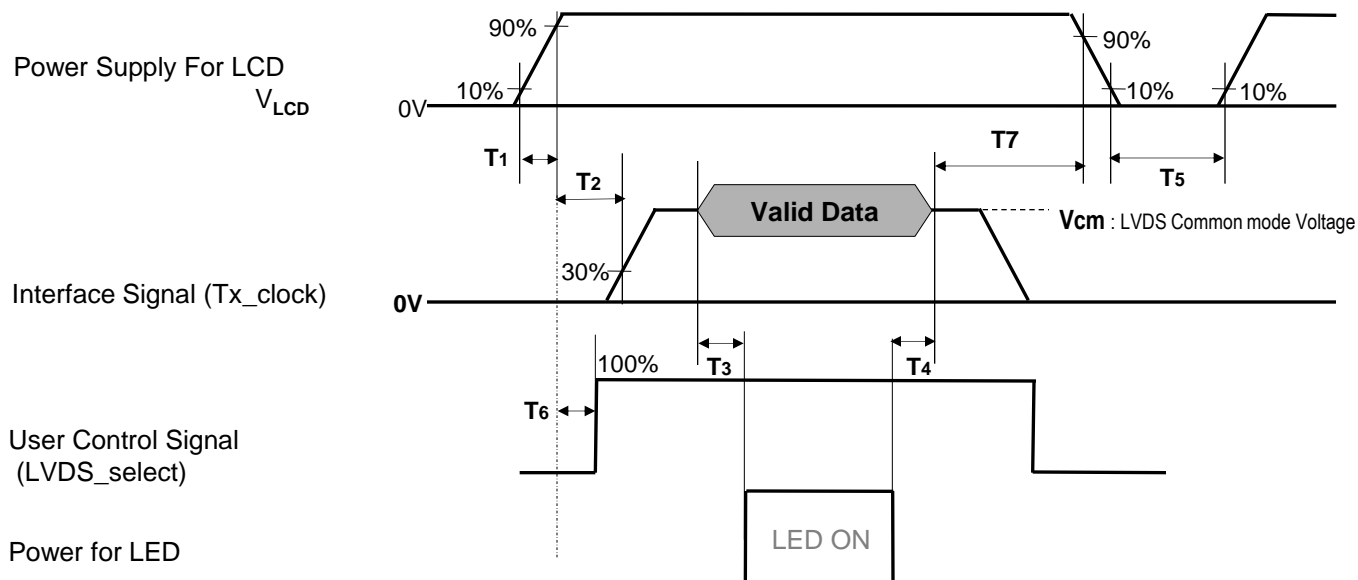 90%
90%
Power Supply For LCD
VLCD
10%
10%
10%
0V
T1
T7
T2
T5
Valid Data
Vcm : LVDS Common mode Voltage
30%
Interface Signal (Tx_clock)
0V
T3
T4
100%
T6
User Control Signal
(LVDS_select)
LED ON
Power for LED